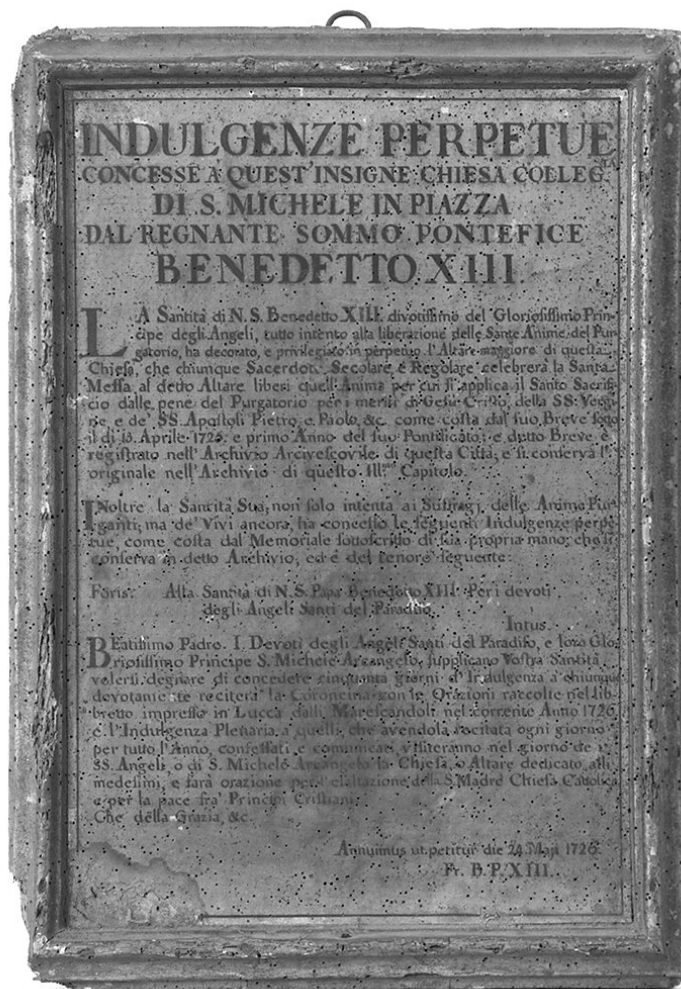 INDULGENZE PERPETUE
CONCESSE A' QUEST' INSIGNE CHIESA COLLEG.TA
DI S. MICHELE IN PIAZZA
DAL REGNANTE SOMMO PONTEFICE
BENEDETTO XIII.
LA Santità di N. S. Benedetto XIII. divotissimo del Gloriosissimo Prin-
cipe degli Angeli, tutto intento alla liberazione delle Sante Anime del Pur-
gatorio, ha decorato, e privilegiato in perpetuo l'Altare maggiore di questa
Chiesa, che chiunque Sacerdote Secolare, e Regolare celebrerà la Santa
Messa al detto Altare liberi quell' Anima per cui si applica il Santo Sacrifi-
cio dalle pene del Purgatorio per i meriti di Gesù Cristo, della SS. Vergi-
ne, e de' SS. Apostoli Pietro, e Paolo, &c. come costa dal suo Breve sotto
il di 13. Aprile 1725. e primo Anno del suo Pontificato; e detto Breve è
registrato nell' Archivio Arcivescovile di questa Città, e si conserva l'
originale nell' Archivio di questo Ill.mo Capitolo.
INoltre la Santità Sua, non solo intenta ai Suffragj delle Anime Pur-
ganti, ma de' Vivi ancora, ha concesso le seguenti Indulgenze perpe-
tue, come costa dal Memoriale sottoscritto di sua propria mano, che si
conserva in detto Archivio, ed è del tenore seguente:
Foris. Alla Santità di N. S. Papa Benedetto XIII. Per i devoti
degli Angeli Santi del Paradiso.
Intus.
BEatissimo Padre. I Devoti degli Angeli Santi del Paradiso, e loro Glo-
riosissimo Principe S. Michele Arcangelo, supplicano Vostra Santità
volersi degnare di concedere cinquanta giorni d' Indulgenza a' chiunque
devotamente reciterà la Coroncina con le Orazioni raccolte nel Li-
bretto impresso in Lucca dalli Marescandoli nel corrente Anno 1726.
e l' Indulgenza Plenaria a' quelli che avendola recitata ogni giorno
per tutto l' Anno, confessati e comunicati visiteranno nel giorno de'
SS. Angeli, o di S. Michele Arcangelo la Chiesa, o Altare dedicato alli
medesimi, e farà orazione per l' esaltazione della S. Madre Chiesa Cattolica
e per la pace fra' Principi Cristiani.
Che della Grazia, &c.
Annuimus ut petitur die 24. Maji 1726.
Fr. B. P. XIII.